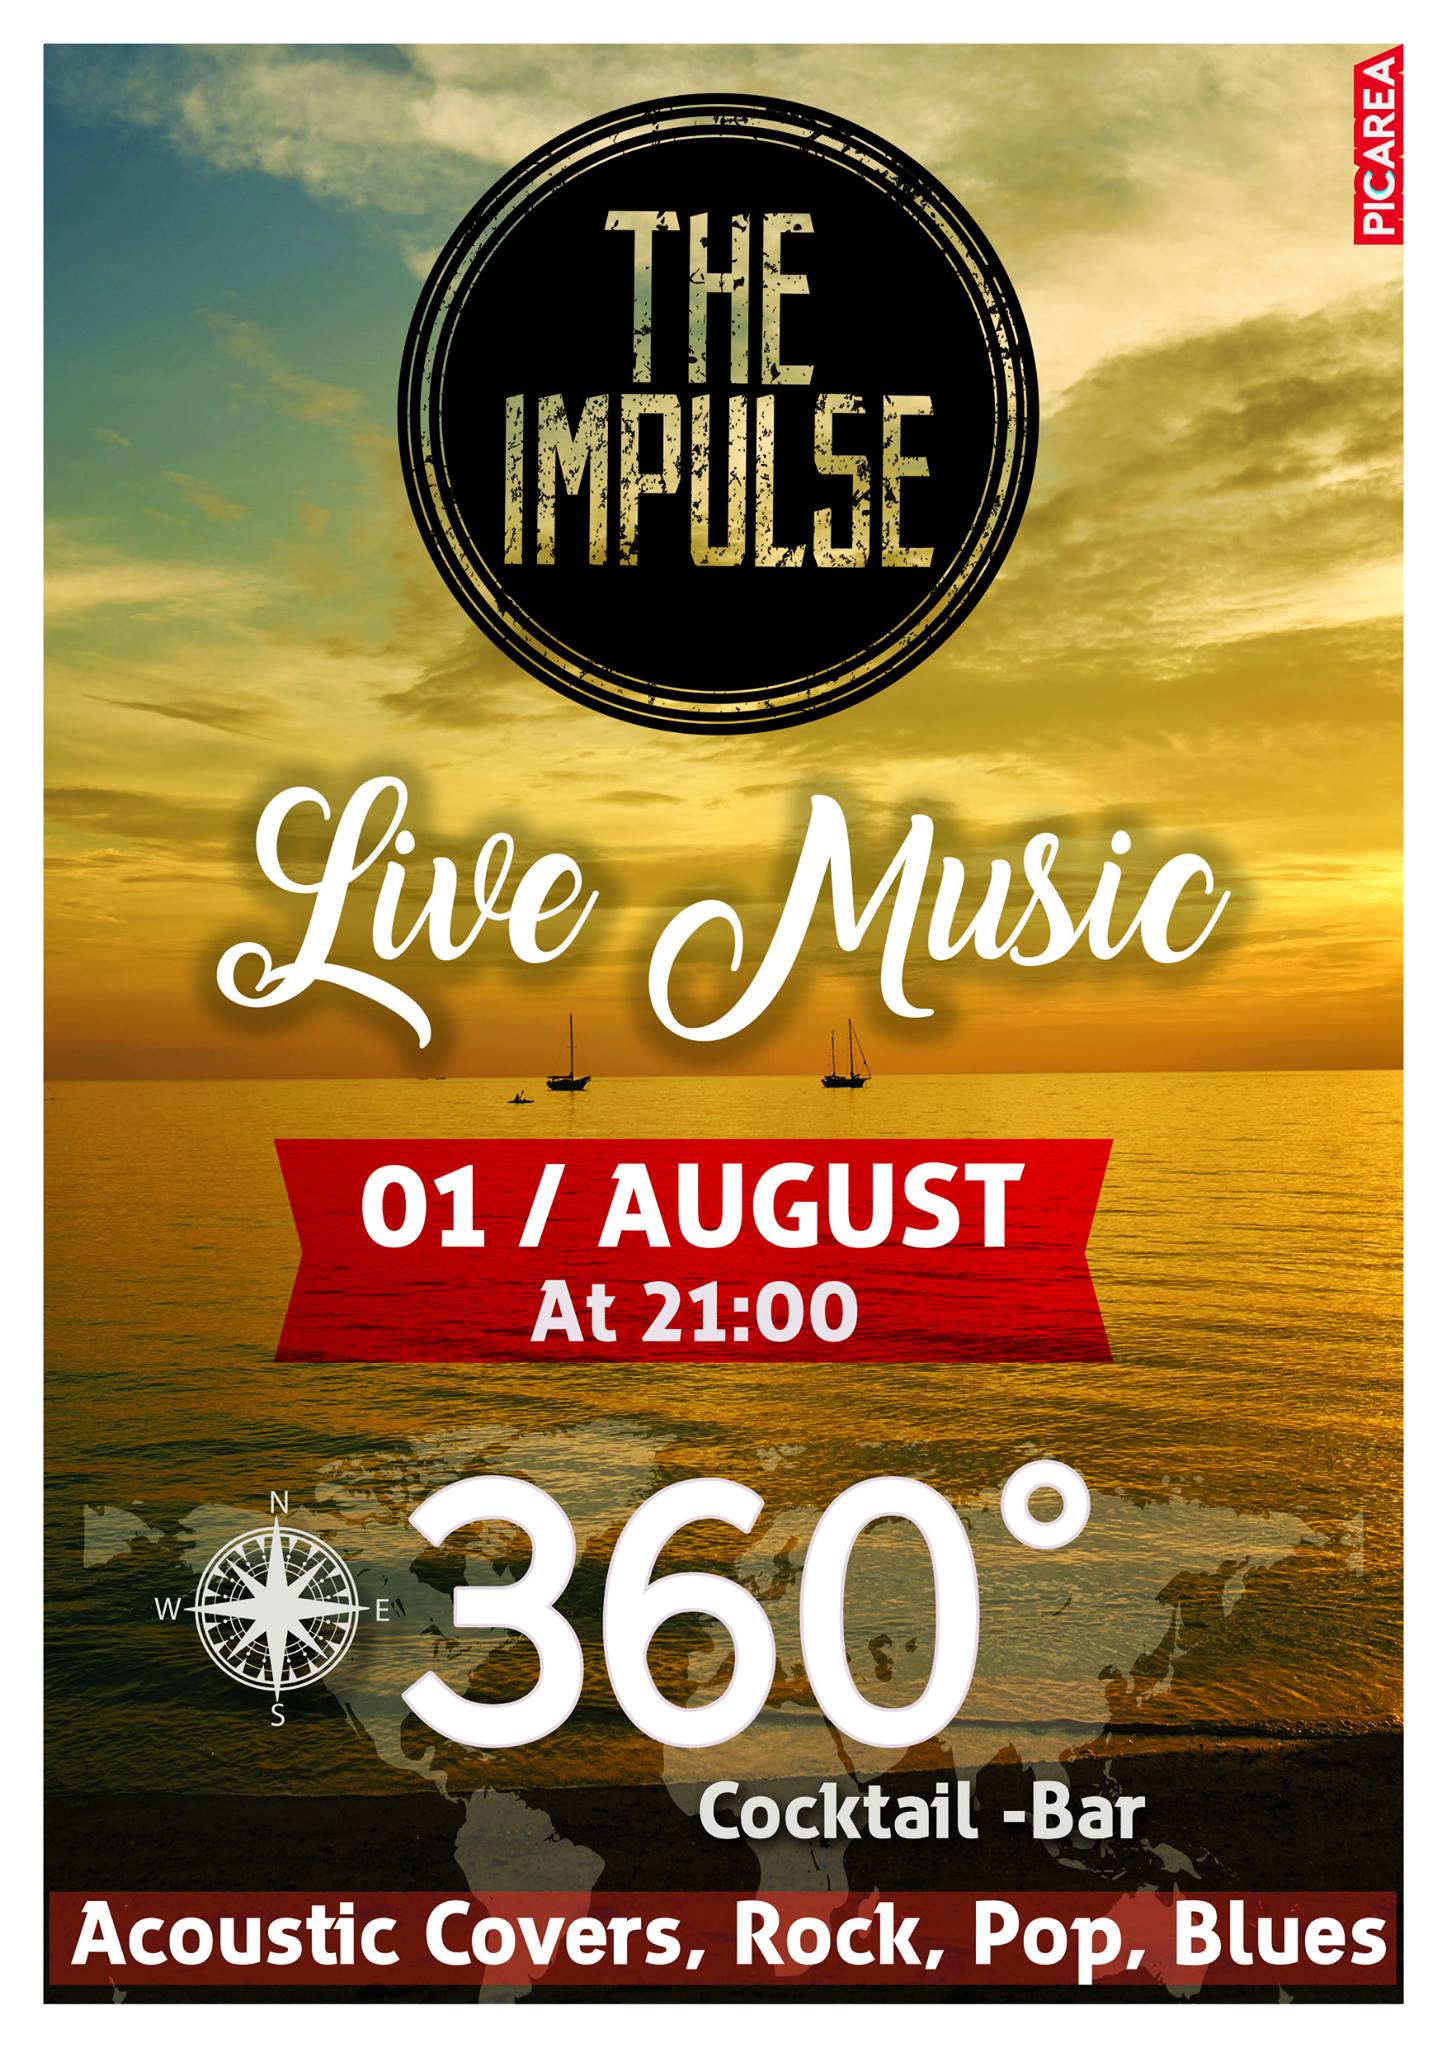 PICAREA
THE
IMPULSE
Live Music
01 / AUGUST
At 21:00
N
W
E
S
360°
Cocktail -Bar
Acoustic Covers, Rock, Pop, Blues